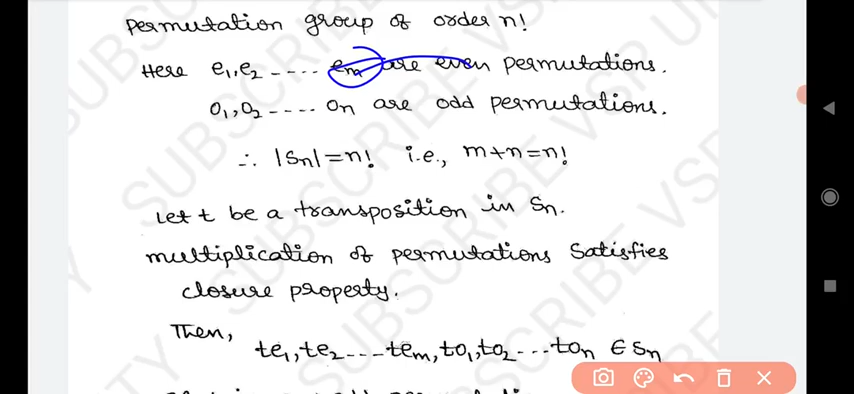 Permutation group of order n!
Here e₁, e₂ ---- em are even permutations.
o₁, o₂ ---- on are odd permutations.
∴ |Sn| = n! i.e., m+n = n!
Let t be a transposition in Sn.
multiplication of permutations satisfies
closure property.
Then,
te₁, te₂ --- tem, to₁, to₂ --- ton ∈ Sn